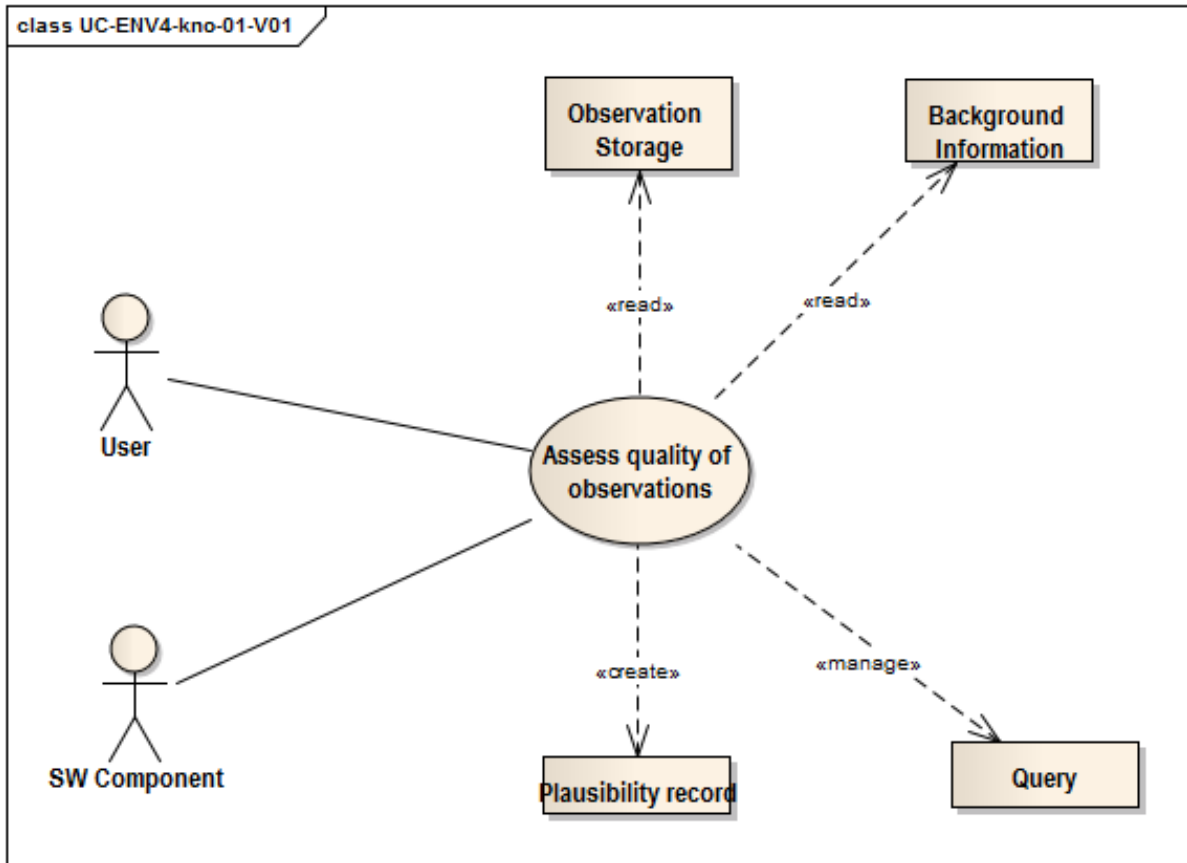 class UC-ENV4-kno-01-V01
Observation
Storage
Background
Information
«read»
«read»
User
Assess quality of
observations
«create»
«manage»
SW Component
Plausibility record
Query